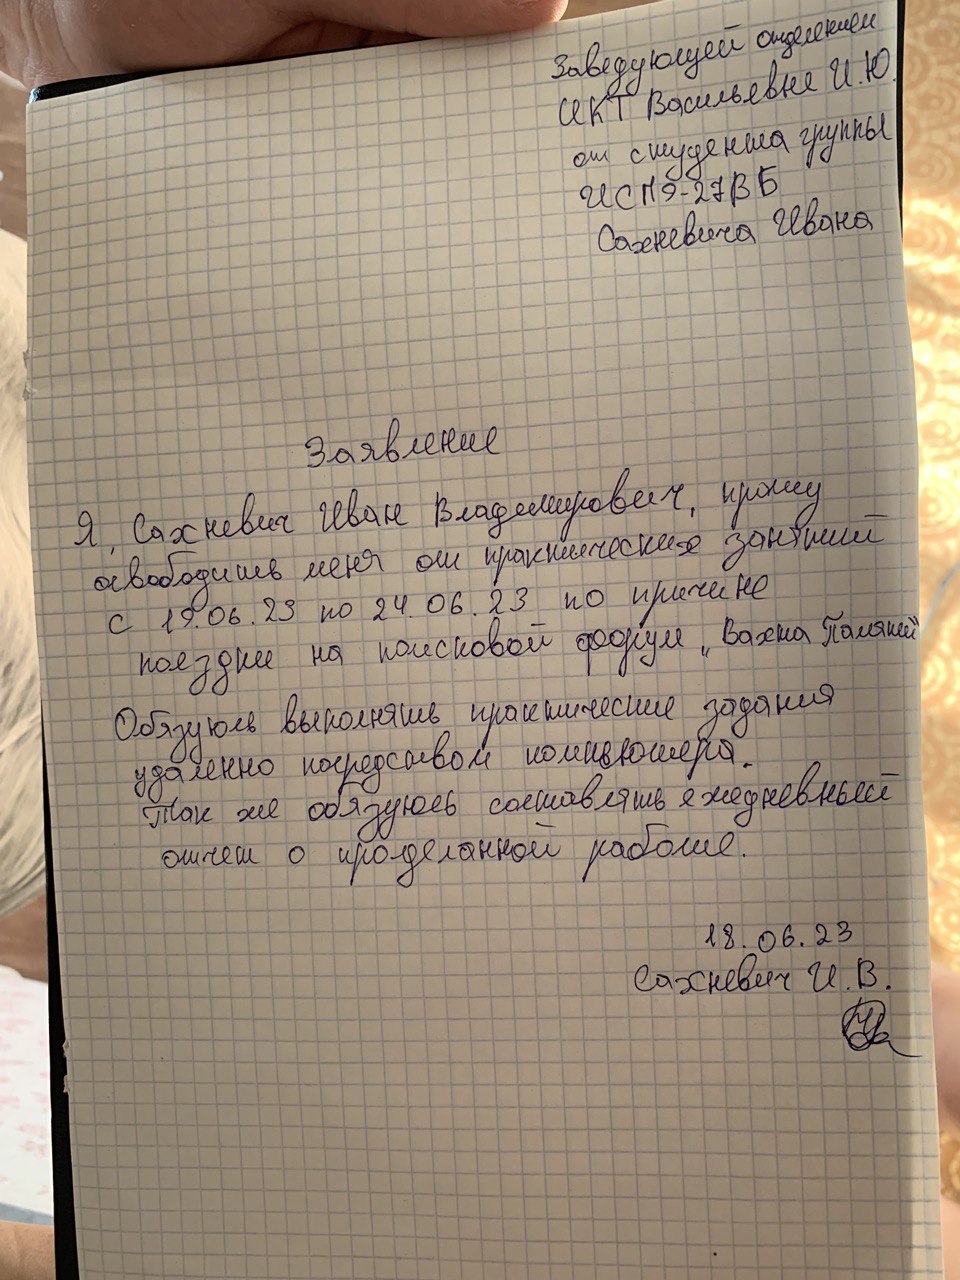 Заведующей отделением
ИКТ Васильевне И.Ю.
от студента группы
ИСП9-27ВБ
Сахневича Ивана
Заявление
Я, Сахневич Иван Владимирович, прошу
освободить меня от практических занятий
с 19.06.23 по 24.06.23 по причине
поездки на поисковой форум „Вахта Памяти"
Обязуюсь выполнять практические задания
удаленно посредством компьютера.
Так же обязуюсь составлять ежедневный
отчет о проделанной работе.
18.06.23
Сахневич И.В.